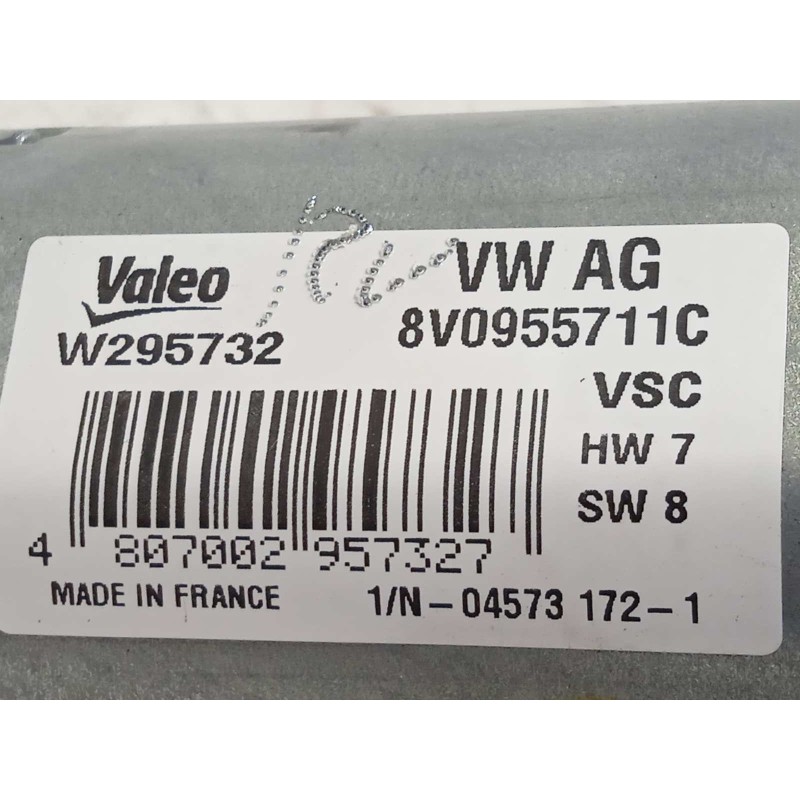 Valeo
VW AG
W295732
8V0955711C
VSC
HW 7
SW 8
4 807002 957327
MADE IN FRANCE
1/N-04573 172-1